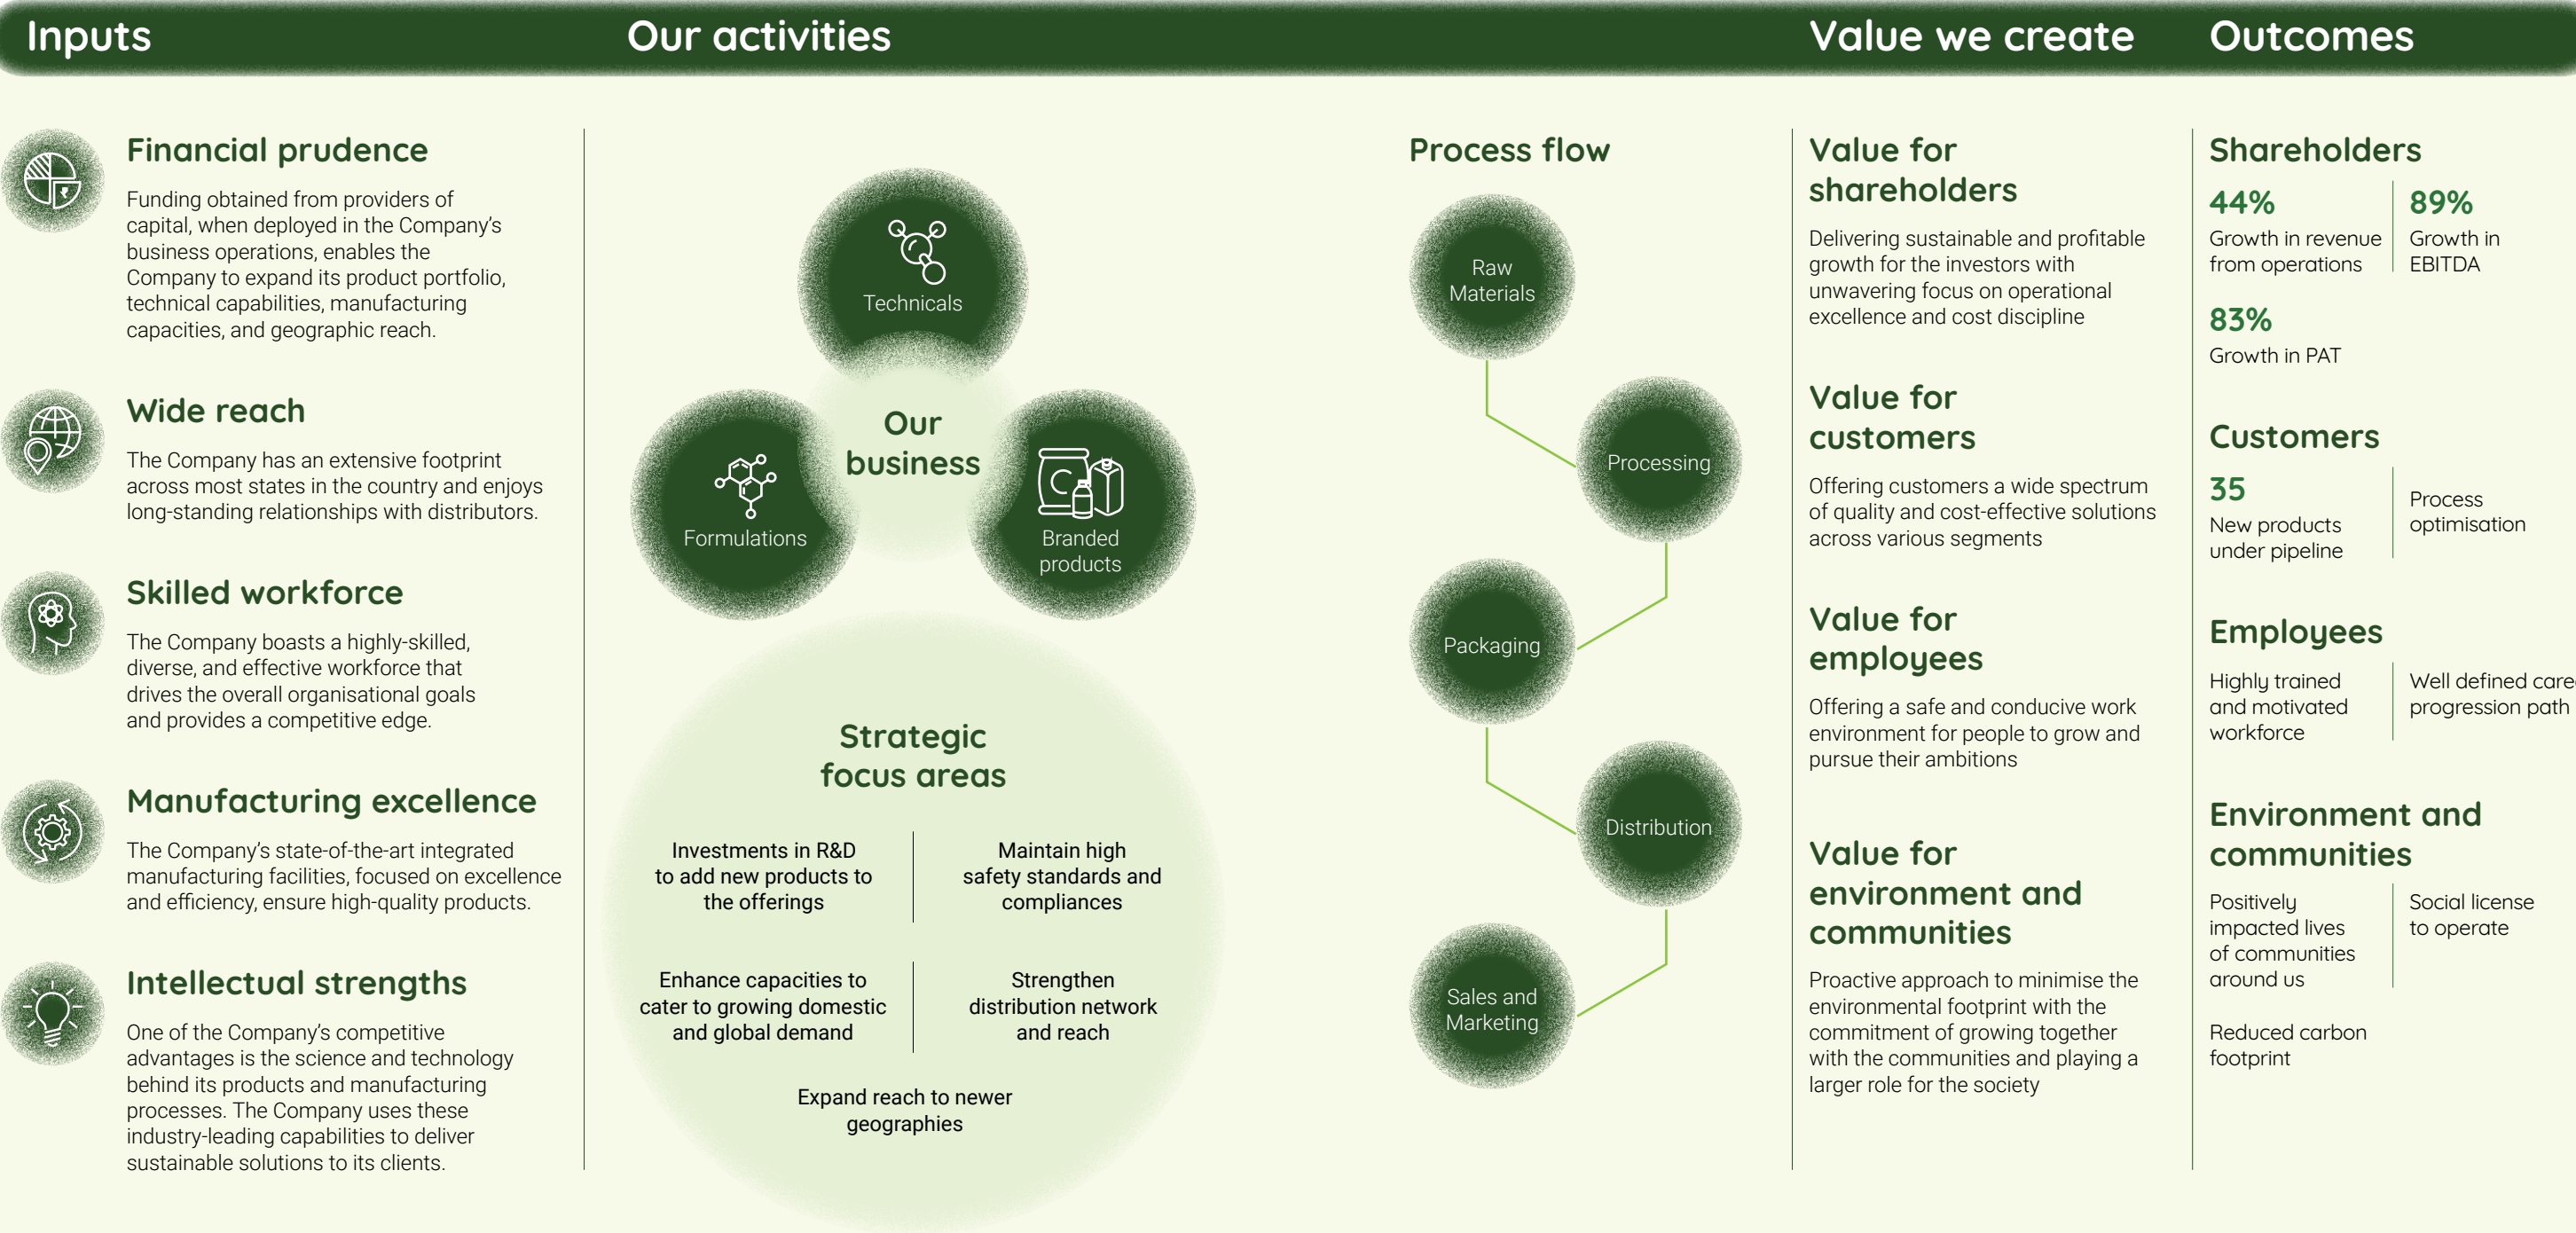 Inputs
Our activities
Value we create
Outcomes
Financial prudence
Funding obtained from providers of
capital, when deployed in the Company's
business operations, enables the
Company to expand its product portfolio,
technical capabilities, manufacturing
capacities, and geographic reach.
Wide reach
The Company has an extensive footprint
across most states in the country and enjoys
long-standing relationships with distributors.
Skilled workforce
The Company boasts a highly-skilled,
diverse, and effective workforce that
drives the overall organisational goals
and provides a competitive edge.
Manufacturing excellence
The Company's state-of-the-art integrated
manufacturing facilities, focused on excellence
and efficiency, ensure high-quality products.
Intellectual strengths
One of the Company's competitive
advantages is the science and technology
behind its products and manufacturing
processes. The Company uses these
industry-leading capabilities to deliver
sustainable solutions to its clients.
Technicals
Our
business
Formulations
Branded
products
Strategic
focus areas
Investments in R&D
to add new products to
the offerings
Maintain high
safety standards and
compliances
Enhance capacities to
cater to growing domestic
and global demand
Strengthen
distribution network
and reach
Expand reach to newer
geographies
Process flow
Raw
Materials
Processing
Packaging
Distribution
Sales and
Marketing
Value for
shareholders
Delivering sustainable and profitable
growth for the investors with
unwavering focus on operational
excellence and cost discipline
Value for
customers
Offering customers a wide spectrum
of quality and cost-effective solutions
across various segments
Value for
employees
Offering a safe and conducive work
environment for people to grow and
pursue their ambitions
Value for
environment and
communities
Proactive approach to minimise the
environmental footprint with the
commitment of growing together
with the communities and playing a
larger role for the society
Shareholders
44%
Growth in revenue
from operations
89%
Growth in
EBITDA
83%
Growth in PAT
Customers
35
New products
under pipeline
Process
optimisation
Employees
Highly trained
and motivated
workforce
Well defined
progression path
Environment and
communities
Positively
impacted lives
of communities
around us
Social license
to operate
Reduced carbon
footprint